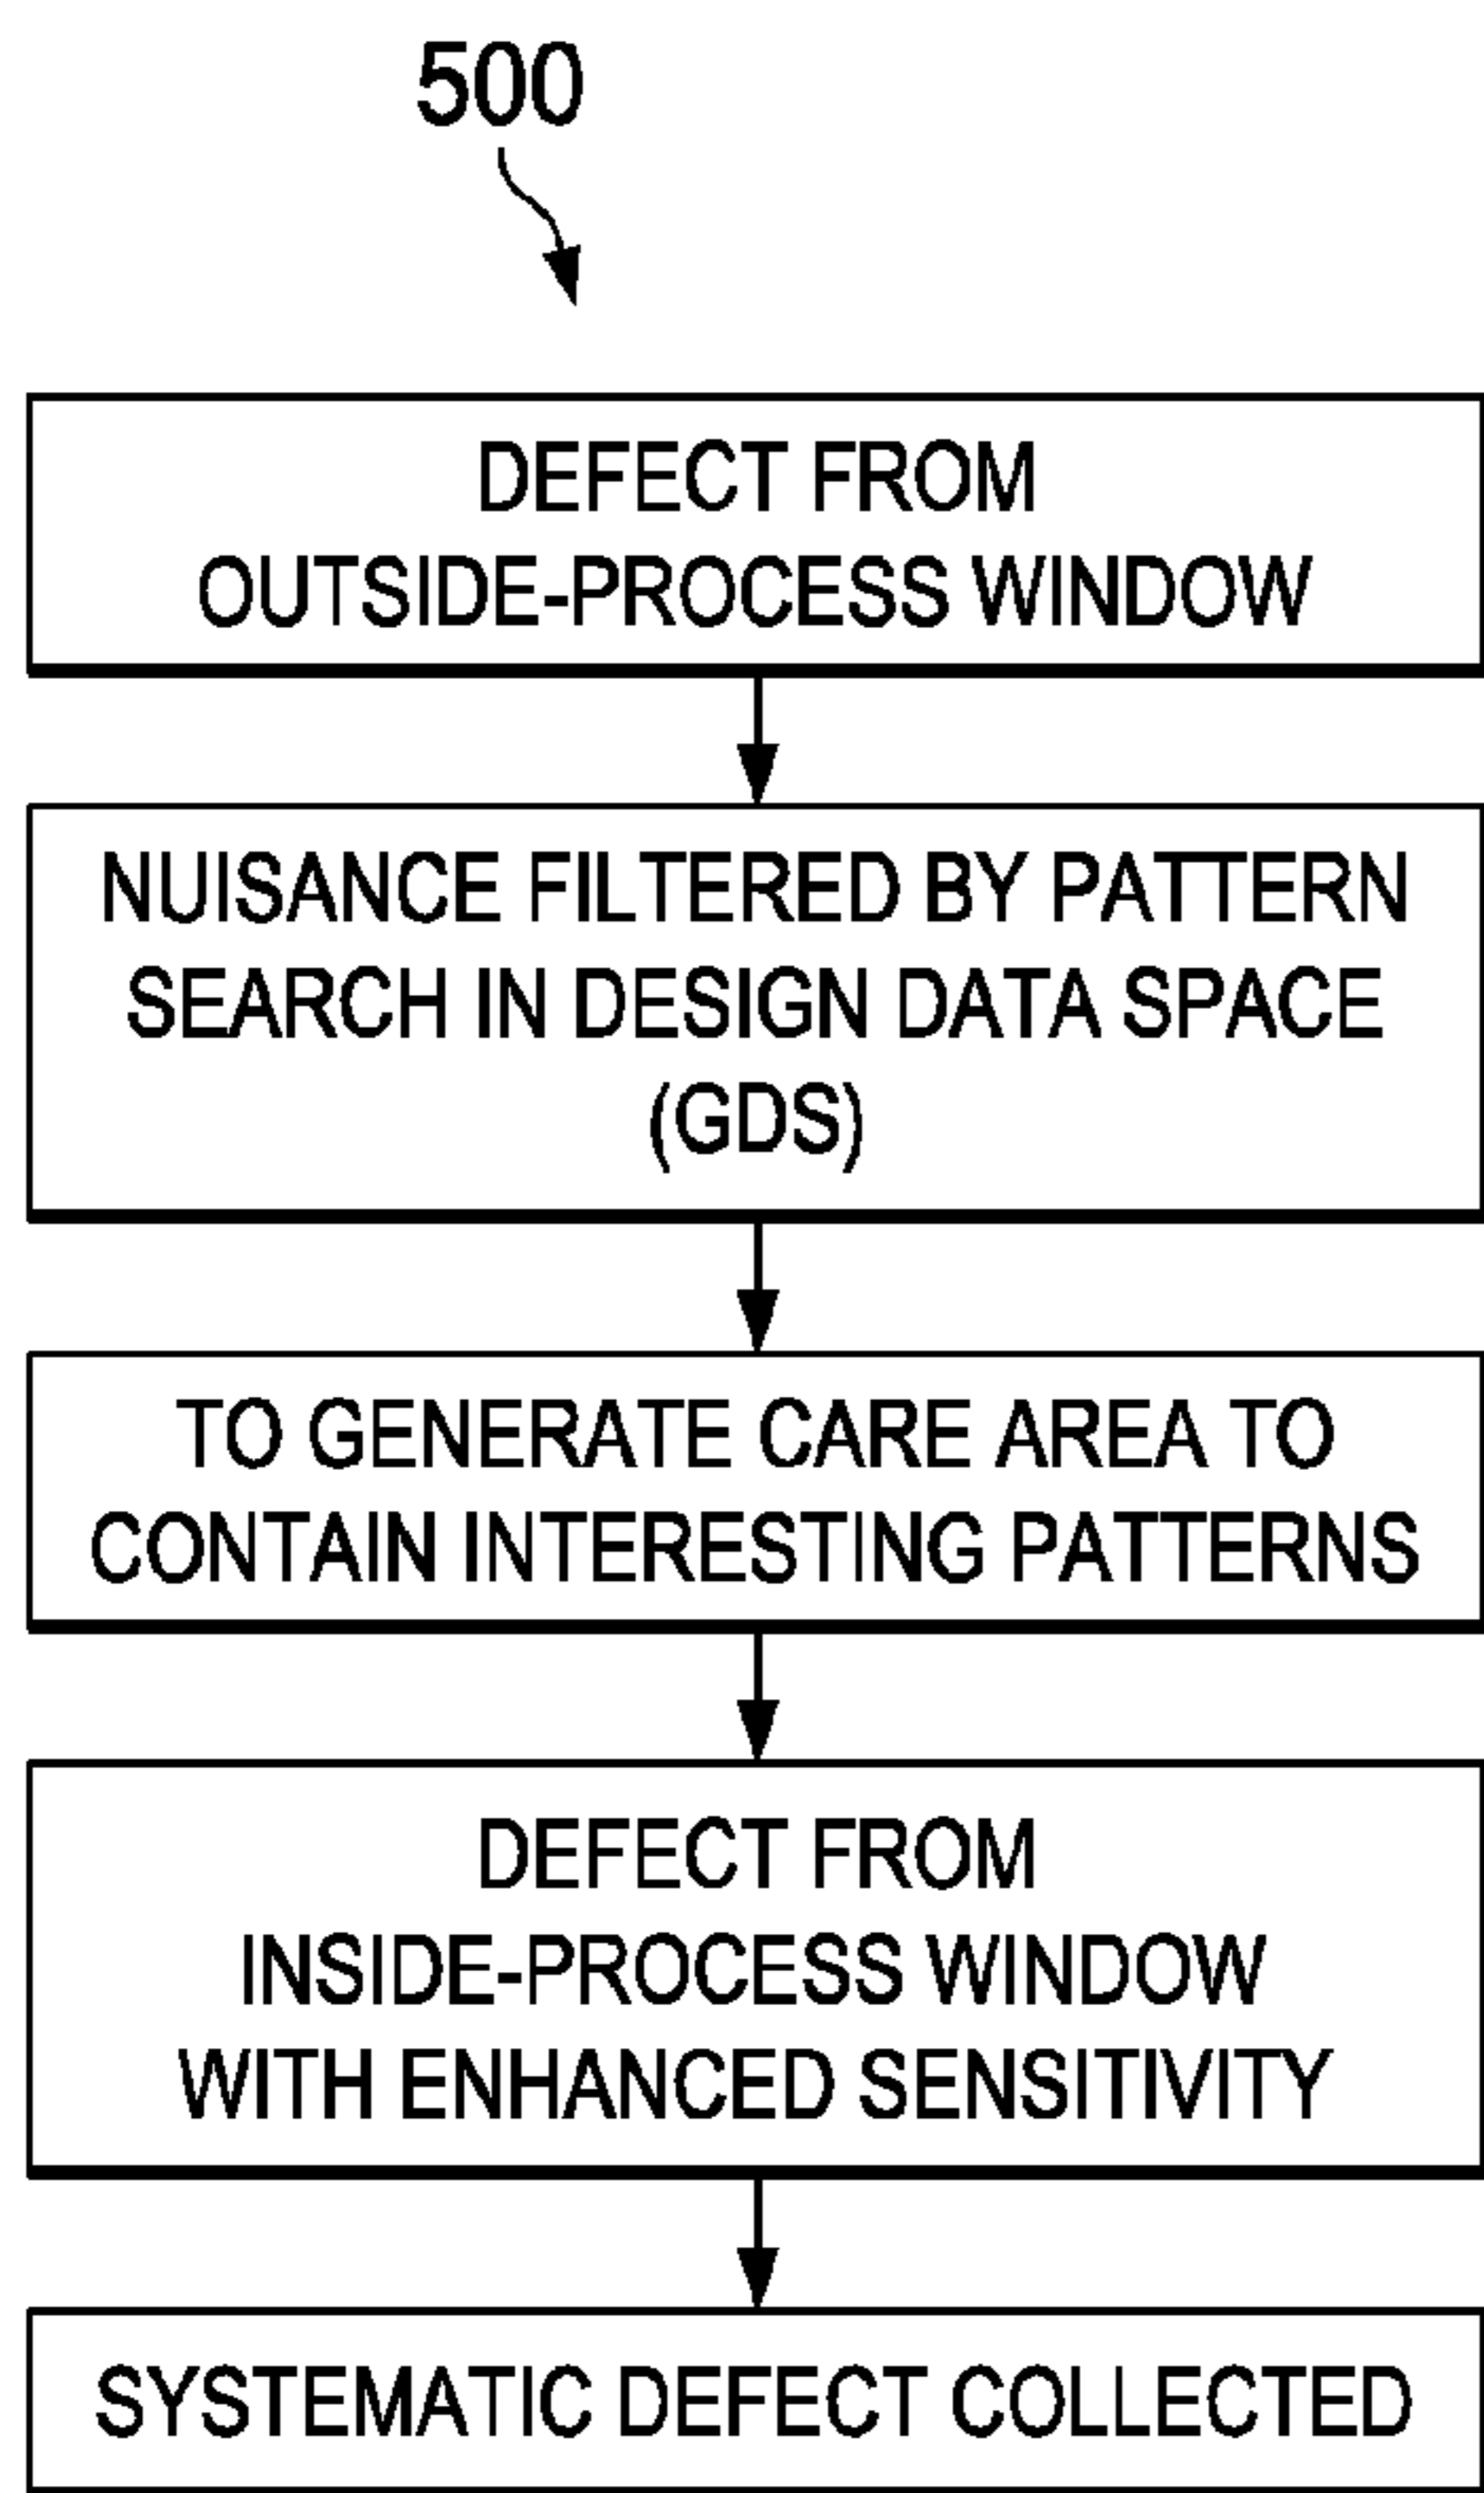 500
DEFECT FROM
OUTSIDE-PROCESS WINDOW
NUISANCE FILTERED BY PATTERN
SEARCH IN DESIGN DATA SPACE
(GDS)
TO GENERATE CARE AREA TO
CONTAIN INTERESTING PATTERNS
DEFECT FROM
INSIDE-PROCESS WINDOW
WITH ENHANCED SENSITIVITY
SYSTEMATIC DEFECT COLLECTED